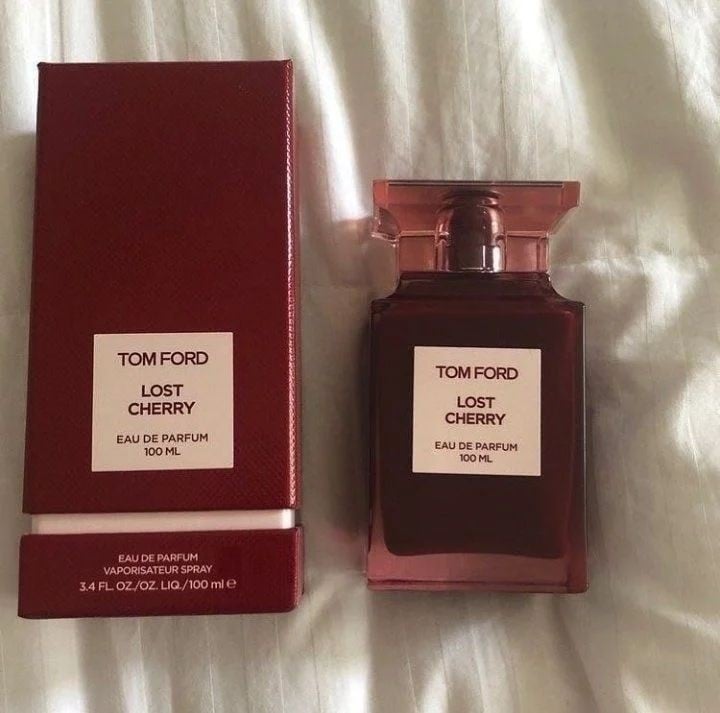 TOM FORD
LOST
CHERRY
EAU DE PARFUM
100 ML
EAU DE PARFUM
VAPORISATEUR SPRAY
3.4 FL. OZ./OZ. LIQ./100 ml e
TOM FORD
LOST
CHERRY
EAU DE PARFUM
100 ML